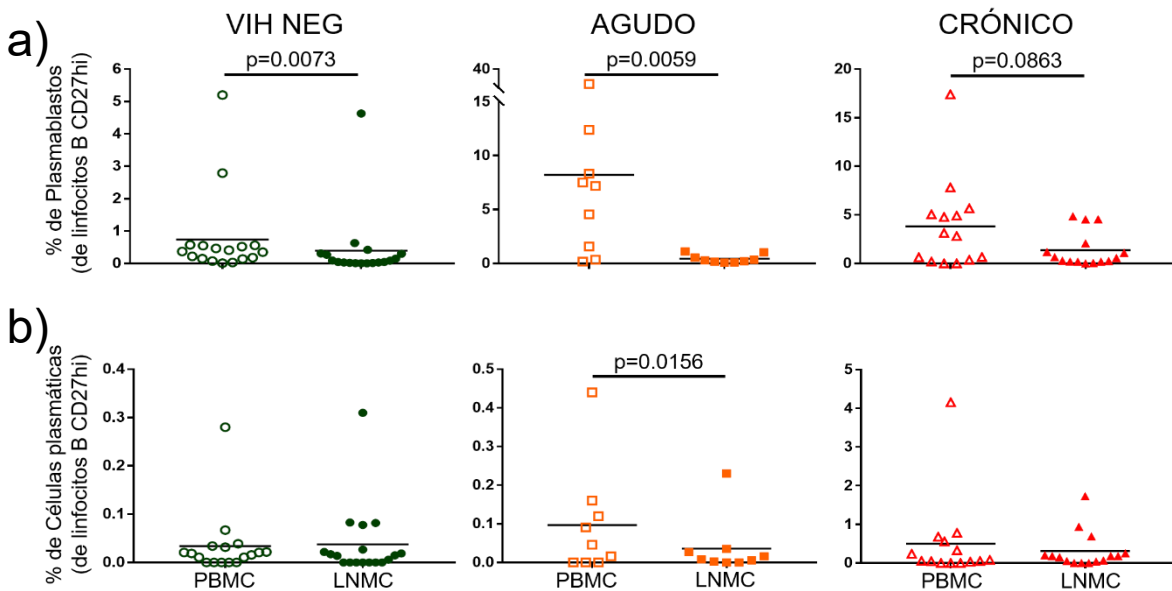 a)
VIH NEG
AGUDO
CRÓNICO
% de Plasmablastos
(de linfocitos B CD27hi)
p=0.0073
6
5
4
3
2
1
0
p=0.0059
40
15
10
5
0
p=0.0863
20
15
10
5
0
b)
% de Células plasmáticas
(de linfocitos B CD27hi)
0.4
0.3
0.2
0.1
0.0
PBMC LNMC
p=0.0156
0.5
0.4
0.3
0.2
0.1
0.0
PBMC LNMC
5
4
3
2
1
0
PBMC LNMC